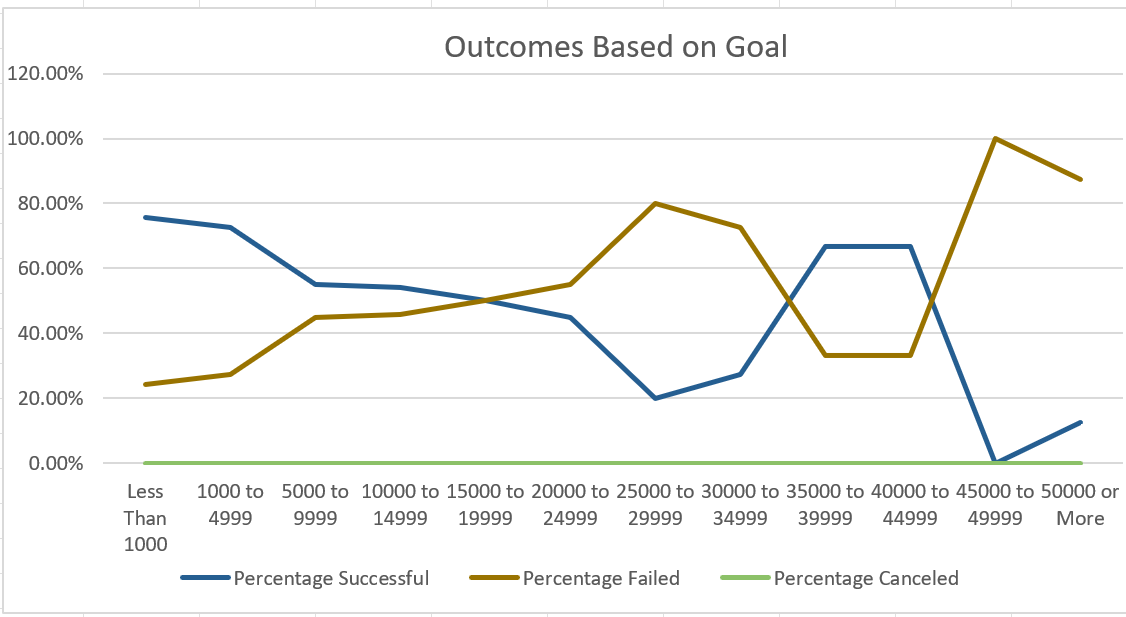 Outcomes Based on Goal
120.00%
100.00%
80.00%
60.00%
40.00%
20.00%
0.00%
Less Than 1000
1000 to 4999
5000 to 9999
10000 to 14999
15000 to 19999
20000 to 24999
25000 to 29999
30000 to 34999
35000 to 39999
40000 to 44999
45000 to 49999
50000 or More
Percentage Successful
Percentage Failed
Percentage Canceled